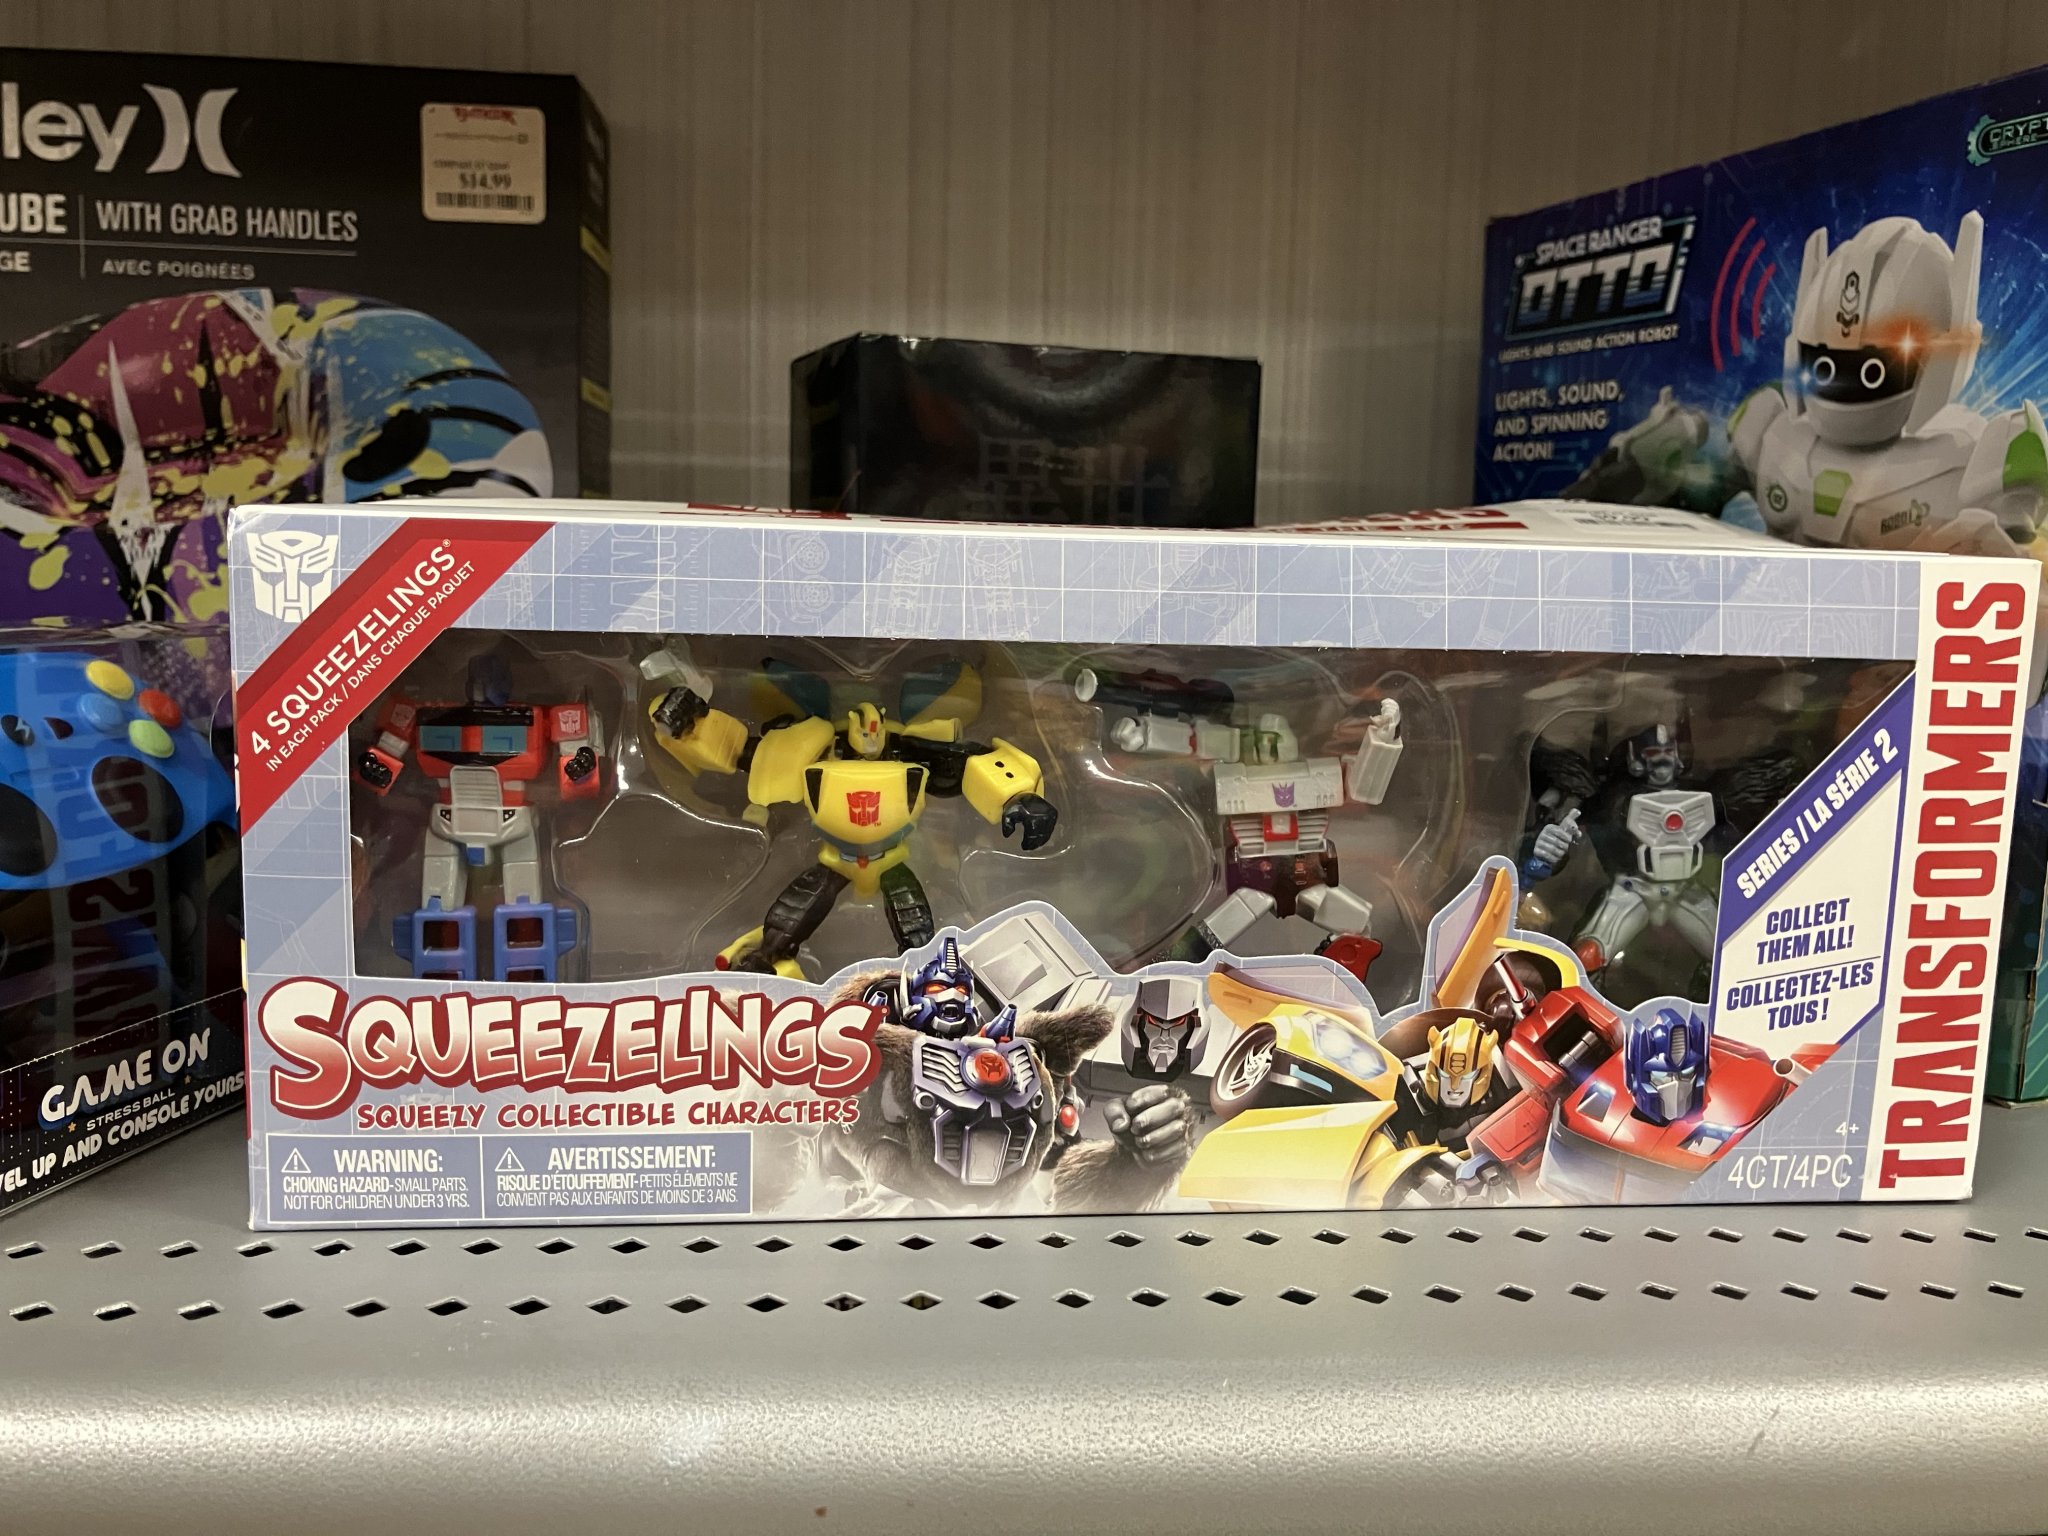 ley
UBE
WITH GRAB HANDLES
GE
AVEC POIGNÉES
$14.99
CRYPT
SPACE RANGER
OTTO
LIGHTS AND SOUND ACTION ROBOT
LIGHTS, SOUND,
AND SPINNING
ACTION!
4 SQUEEZELINGS®
IN EACH PACK / DANS CHAQUE PAQUET
SERIES / LA SÉRIE 2
COLLECT
THEM ALL!
COLLECTEZ-LES
TOUS !
TRANSFORMERS
SQUEEZELINGS
SQUEEZY COLLECTIBLE CHARACTERS
WARNING:
CHOKING HAZARD-SMALL PARTS.
NOT FOR CHILDREN UNDER 3 YRS.
AVERTISSEMENT:
RISQUE D'ÉTOUFFEMENT-PETITS ÉLÉMENTS NE
CONVIENT PAS AUX ENFANTS DE MOINS DE 3 ANS.
4+
4CT/4PC
GAME ON
STRESS BALL
VEL UP AND CONSOLE YOURS